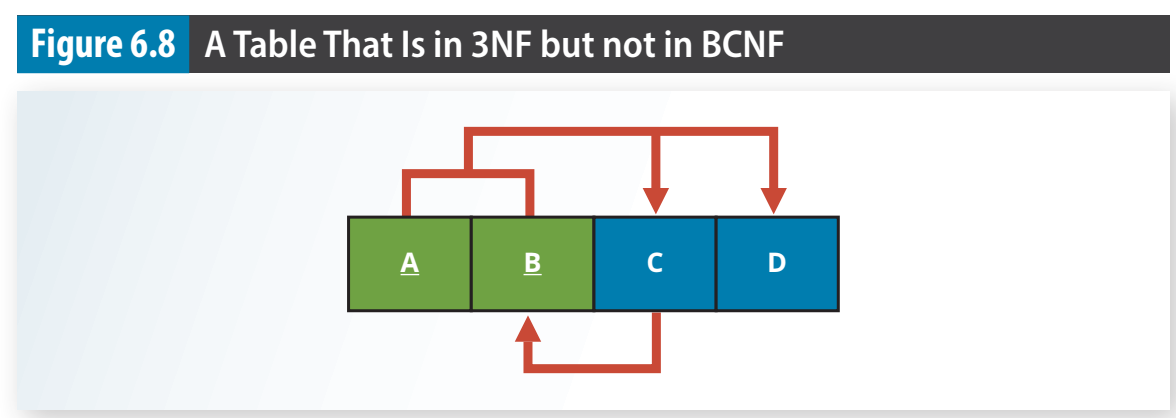 Figure 6.8 A Table That Is in 3NF but not in BCNF
A B C D